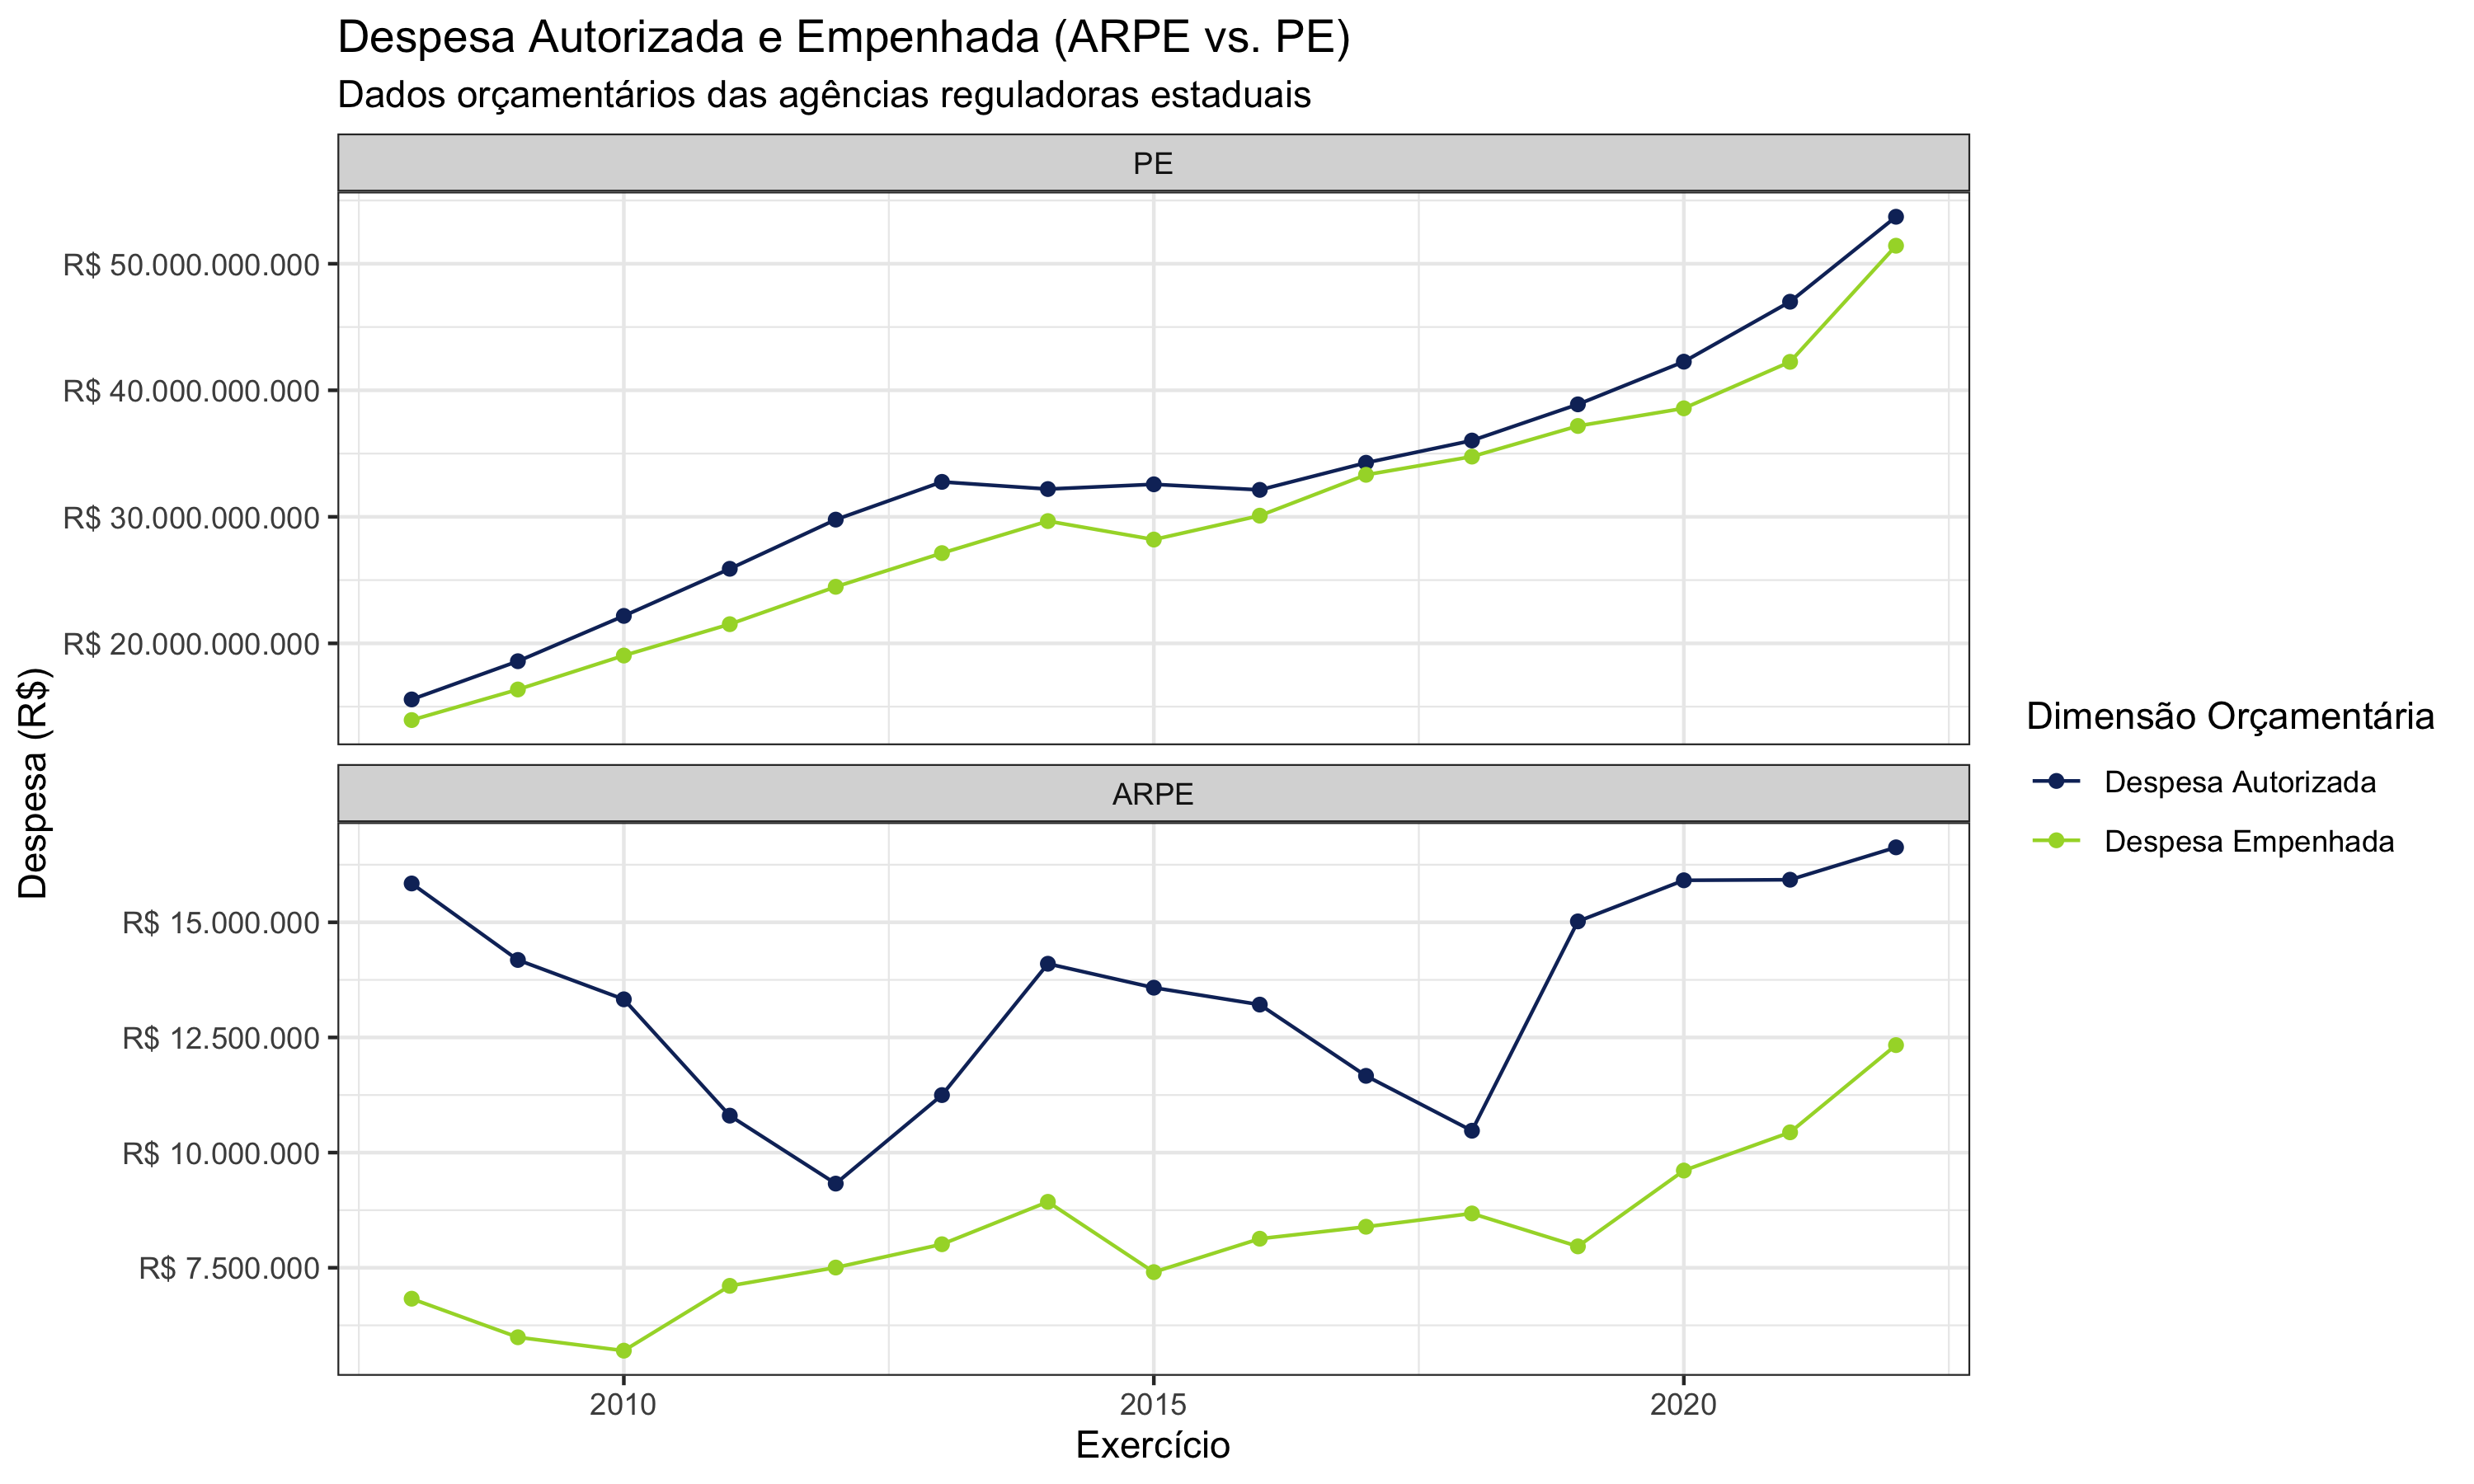 Despesa Autorizada e Empenhada (ARPE vs. PE)
Dados orçamentários das agências reguladoras estaduais
PE
R$ 50.000.000.000
R$ 40.000.000.000
R$ 30.000.000.000
R$ 20.000.000.000
Despesa (R$)
ARPE
R$ 15.000.000
R$ 12.500.000
R$ 10.000.000
R$ 7.500.000
2010
2015
2020
Exercício
Dimensão Orçamentária
Despesa Autorizada
Despesa Empenhada